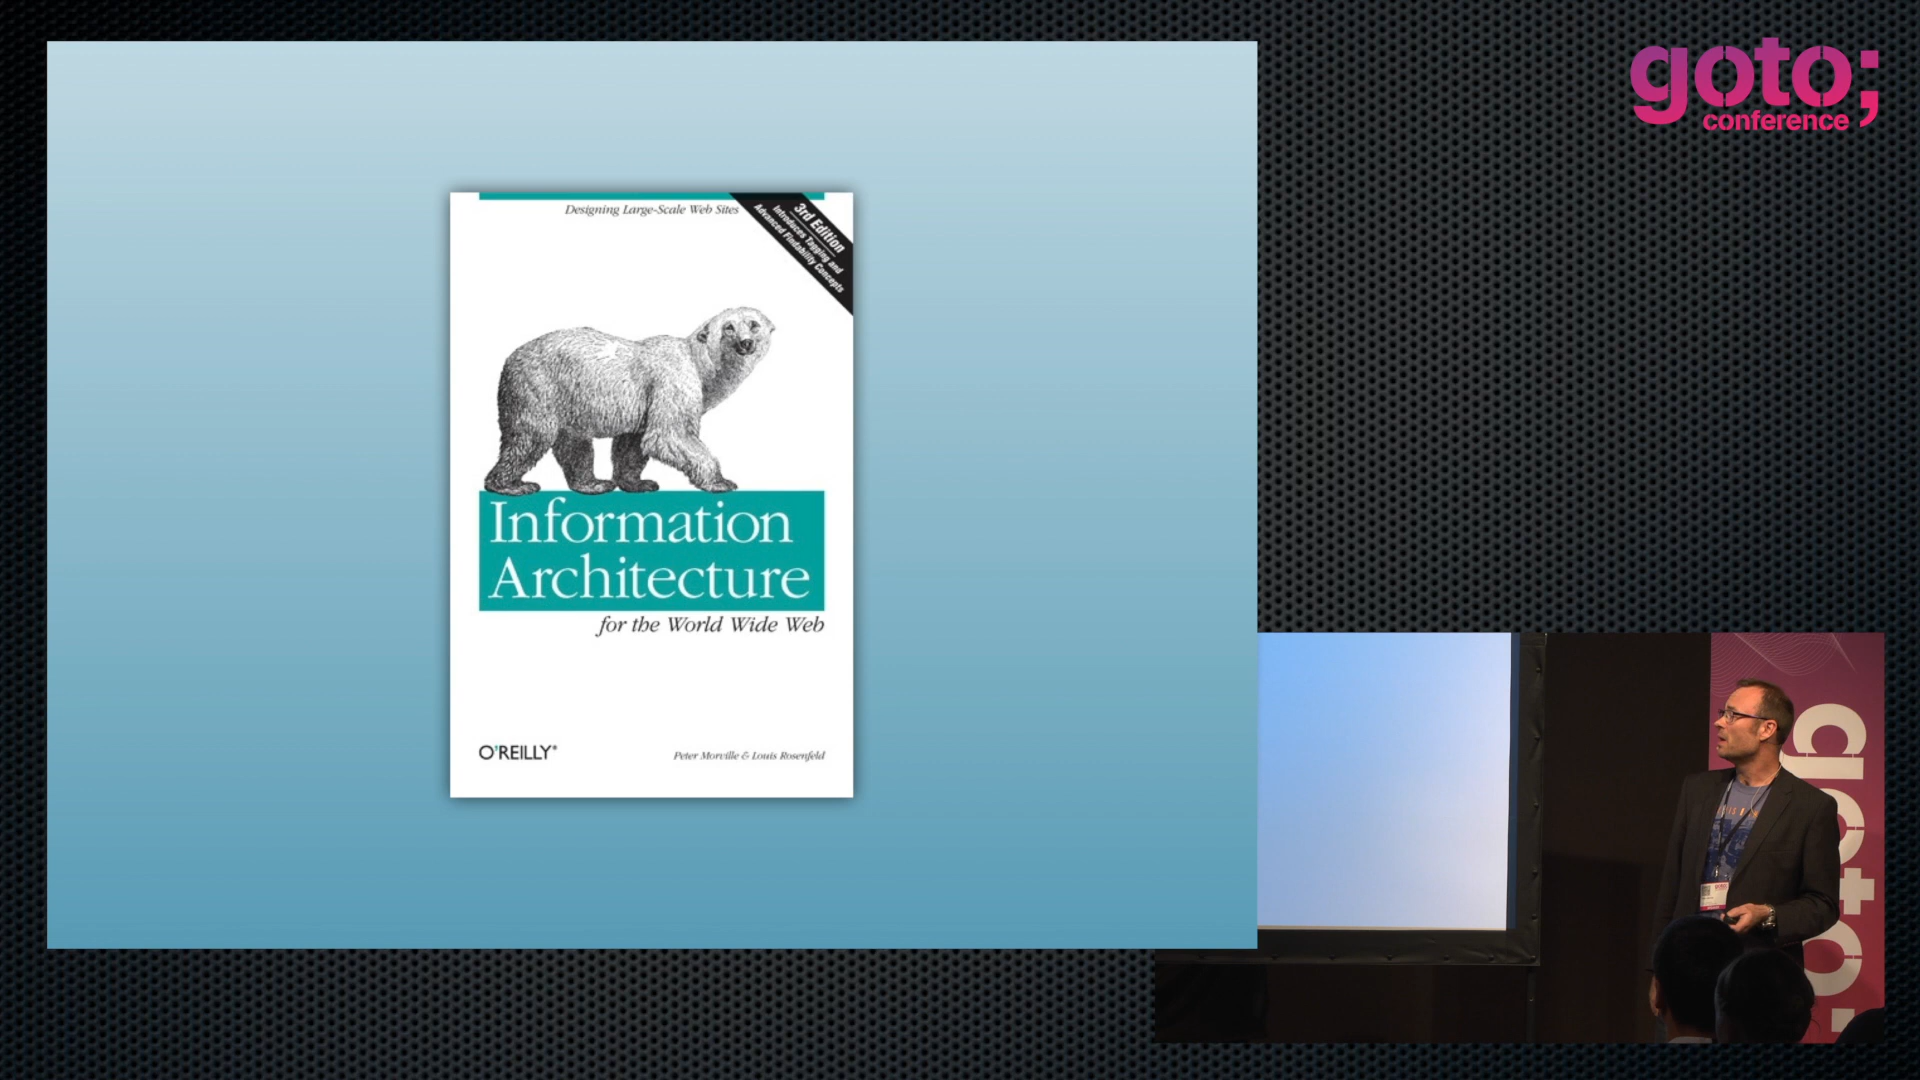 goto;
conference
Designing Large-Scale Web Sites
3rd Edition
Introduces Tagging and
Advanced Findability Concepts
Information
Architecture
for the World Wide Web
O'REILLY®
Peter Morville & Louis Rosenfeld
goto;